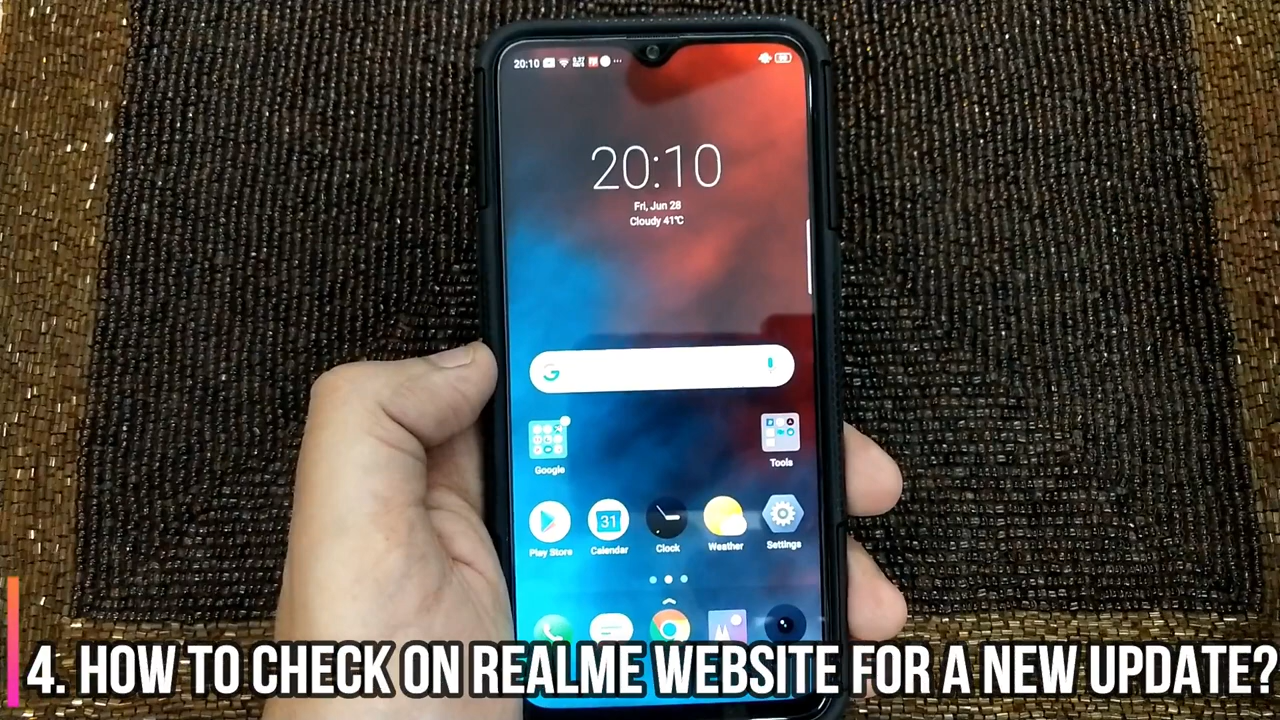 20:10
20:10
Fri, Jun 28
Cloudy 41°C
G
Google
Tools
31
Play Store
Calendar
Clock
Weather
Settings
4. HOW TO CHECK ON REALME WEBSITE FOR A NEW UPDATE?